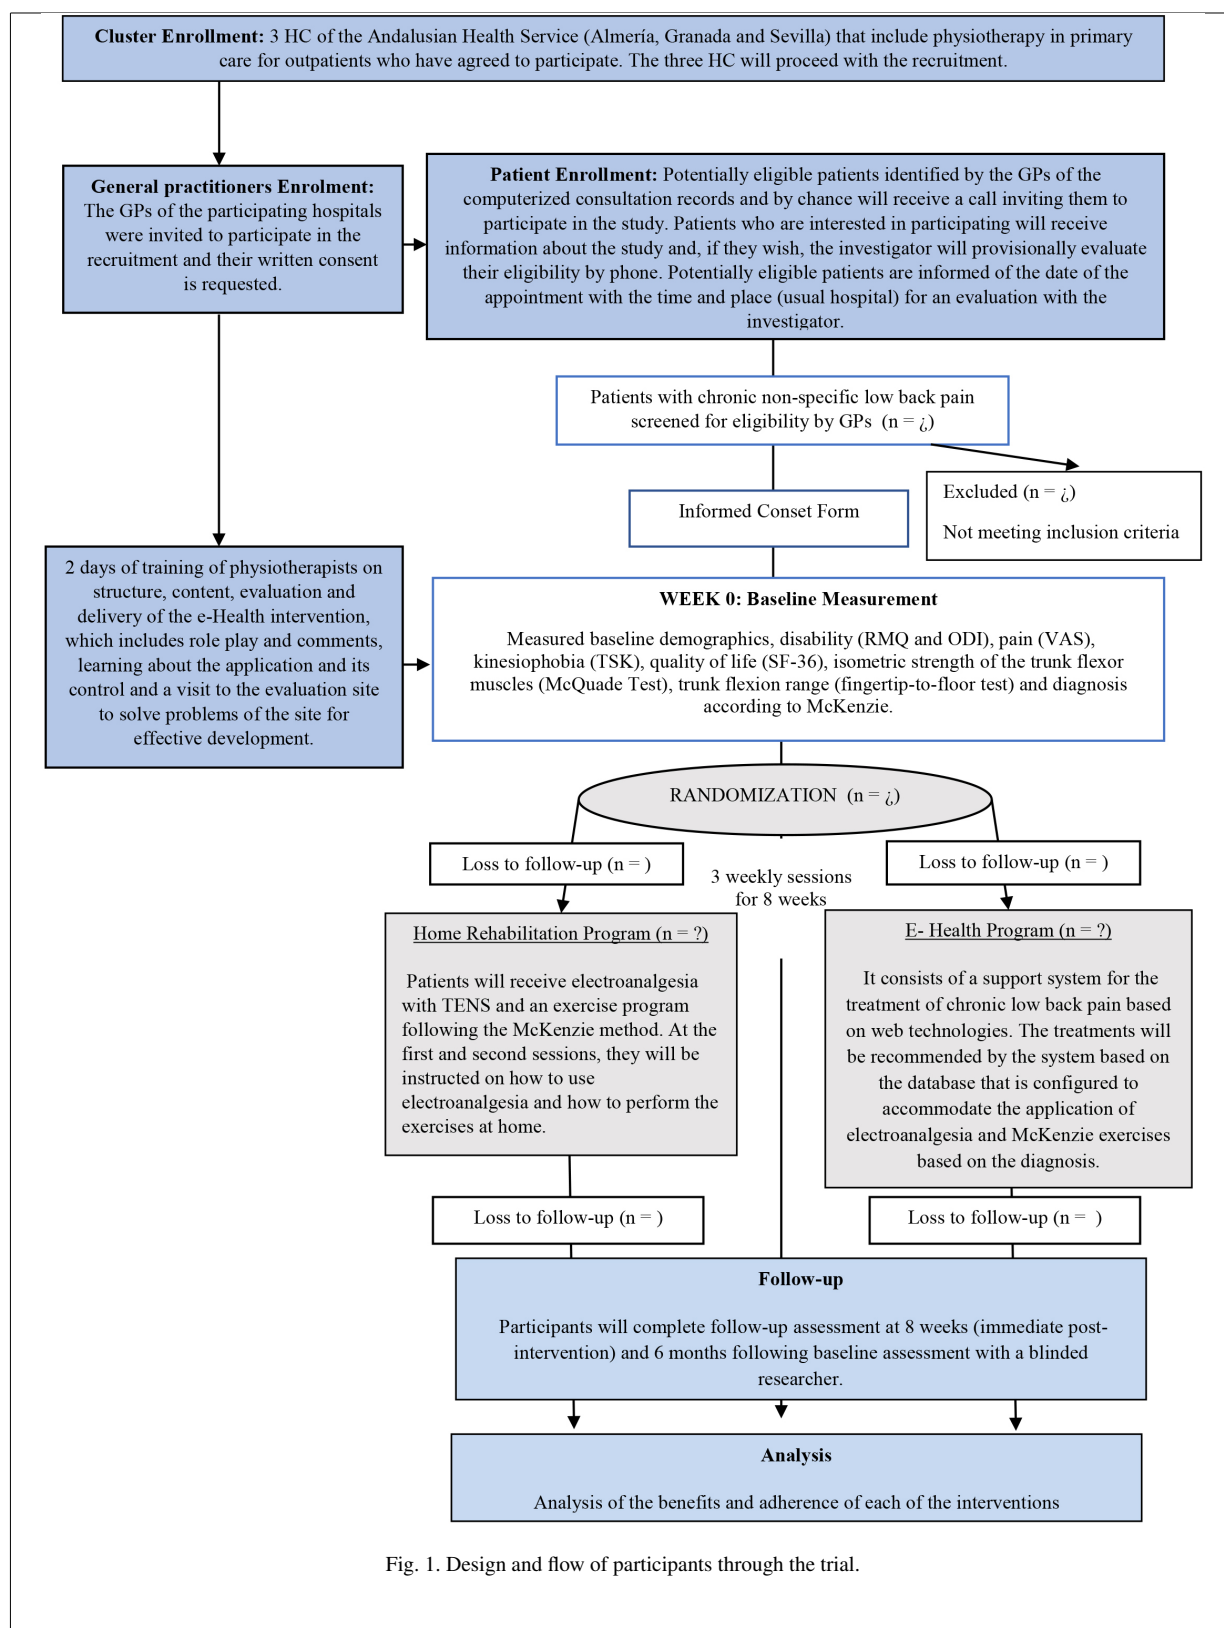 Cluster Enrollment: 3 HC of the Andalusian Health Service (Almería, Granada and Sevilla) that include physiotherapy in primary
care for outpatients who have agreed to participate. The three HC will proceed with the recruitment.
General practitioners Enrolment:
The GPs of the participating hospitals
were invited to participate in the
recruitment and their written consent
is requested.
Patient Enrollment: Potentially eligible patients identified by the GPs of the
computerized consultation records and by chance will receive a call inviting them to
participate in the study. Patients who are interested in participating will receive
information about the study and, if they wish, the investigator will provisionally evaluate
their eligibility by phone. Potentially eligible patients are informed of the date of the
appointment with the time and place (usual hospital) for an evaluation with the
investigator.
Patients with chronic non-specific low back pain
screened for eligibility by GPs (n = ¿)
Excluded (n = ¿)
Not meeting inclusion criteria
Informed Conset Form
2 days of training of physiotherapists on
structure, content, evaluation and
delivery of the e-Health intervention,
which includes role play and comments,
learning about the application and its
control and a visit to the evaluation site
to solve problems of the site for
effective development.
WEEK 0: Baseline Measurement
Measured baseline demographics, disability (RMQ and ODI), pain (VAS),
kinesiophobia (TSK), quality of life (SF-36), isometric strength of the trunk flexor
muscles (McQuade Test), trunk flexion range (fingertip-to-floor test) and diagnosis
according to McKenzie.
RANDOMIZATION (n = ¿)
Loss to follow-up (n = )
3 weekly sessions
for 8 weeks
Loss to follow-up (n = )
Home Rehabilitation Program (n = ?)
Patients will receive electroanalgesia
with TENS and an exercise program
following the McKenzie method. At the
first and second sessions, they will be
instructed on how to use
electroanalgesia and how to perform the
exercises at home.
E- Health Program (n = ?)
It consists of a support system for the
treatment of chronic low back pain based
on web technologies. The treatments will
be recommended by the system based on
the database that is configured to
accommodate the application of
electroanalgesia and McKenzie exercises
based on the diagnosis.
Loss to follow-up (n = )
Loss to follow-up (n = )
Follow-up
Participants will complete follow-up assessment at 8 weeks (immediate post-
intervention) and 6 months following baseline assessment with a blinded
researcher.
Analysis
Analysis of the benefits and adherence of each of the interventions
Fig. 1. Design and flow of participants through the trial.